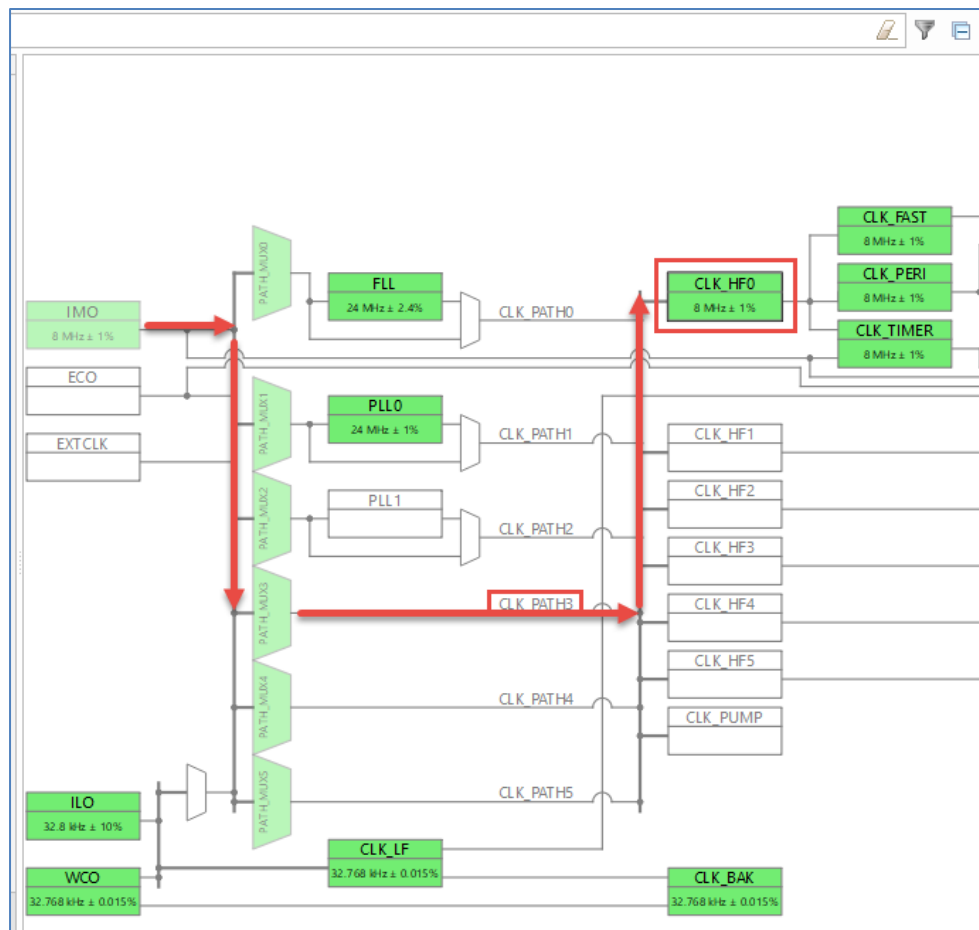 PATH_MUX0
CLK_FAST
8 MHz ± 1%
FLL
24 MHz ± 2.4%
CLK_HF0
8 MHz ± 1%
CLK_PERI
8 MHz ± 1%
IMO
8 MHz ± 1%
CLK_PATH0
CLK_TIMER
8 MHz ± 1%
ECO
PATH_MUX1
PLL0
24 MHz ± 1%
CLK_PATH1
CLK_HF1
EXTCLK
PATH_MUX2
PLL1
CLK_PATH2
CLK_HF2
CLK_HF3
PATH_MUX3
CLK_PATH3
CLK_HF4
CLK_HF5
PATH_MUX4
CLK_PATH4
CLK_PUMP
PATH_MUX5
CLK_PATH5
ILO
32.8 kHz ± 10%
CLK_LF
32.768 kHz ± 0.015%
WCO
32.768 kHz ± 0.015%
CLK_BAK
32.768 kHz ± 0.015%